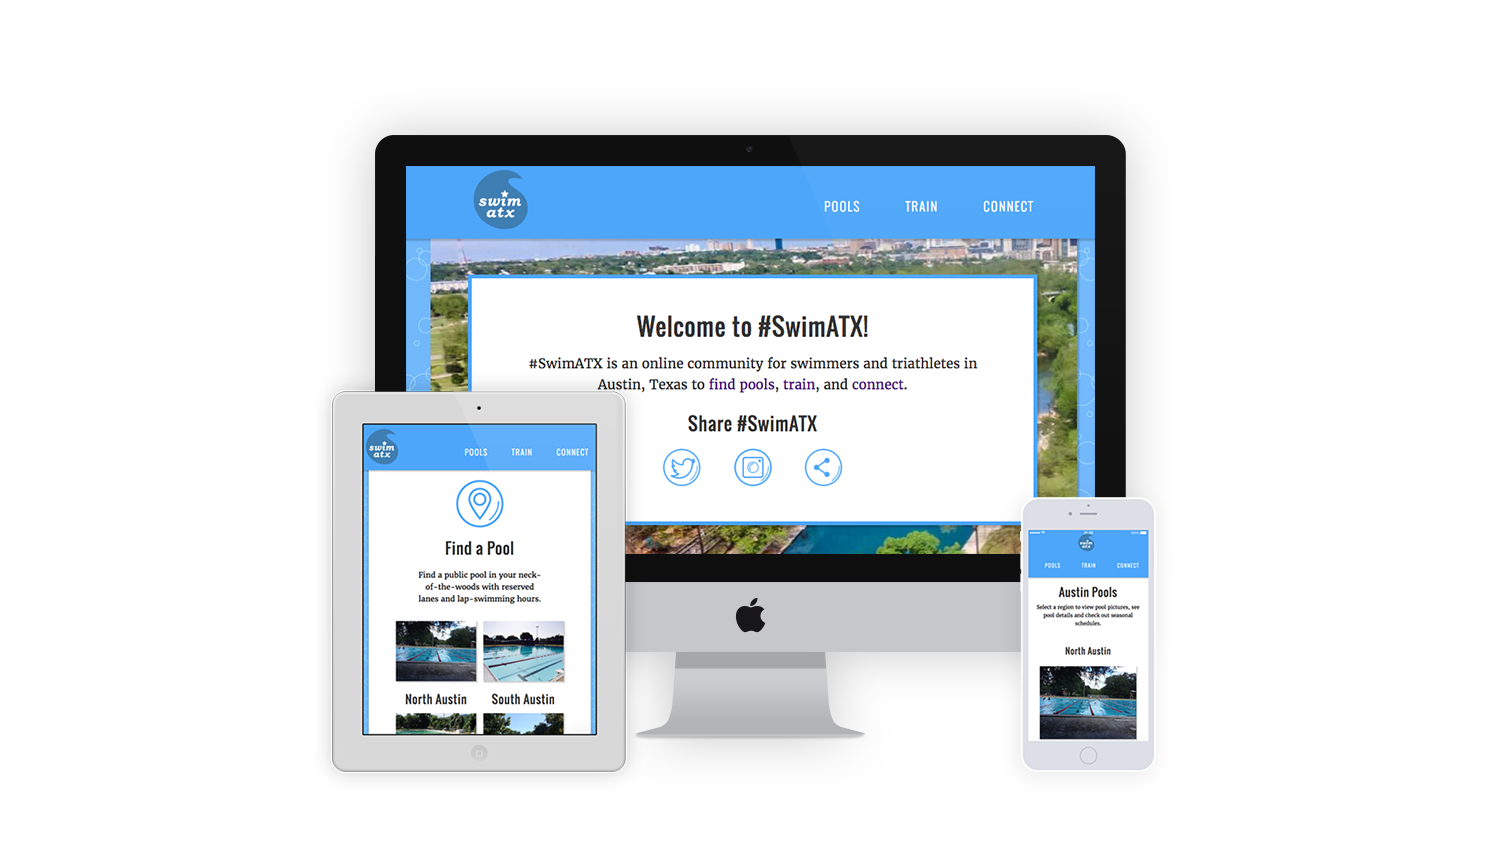 swim
atx
POOLS TRAIN CONNECT
Welcome to #SwimATX!
#SwimATX is an online community for swimmers and triathletes in
Austin, Texas to find pools, train, and connect.
Share #SwimATX
swim
atx
POOLS TRAIN CONNECT
Find a Pool
Find a public pool in your neck-
of-the-woods with reserved
lanes and lap-swimming hours.
North Austin South Austin
swim
atx
POOLS TRAIN CONNECT
Austin Pools
Select a region to view pool pictures, see
pool details and check out seasonal
schedules.
North Austin